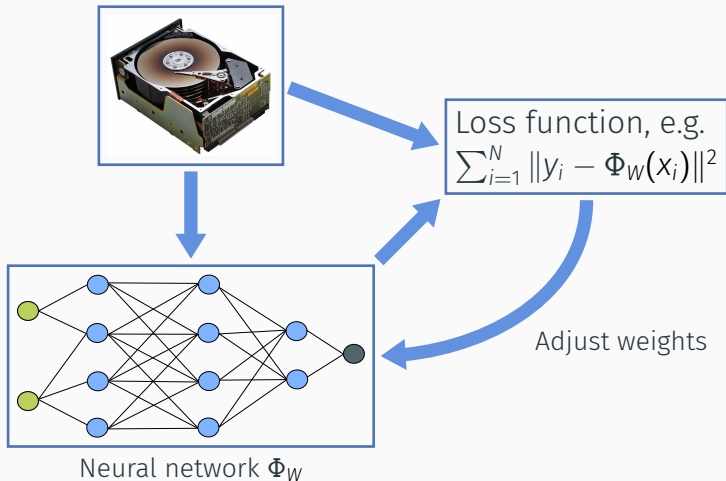 Loss function, e.g.
∑_{i=1}^{N} ‖y_i − Φ_W(x_i)‖²
Adjust weights
Neural network Φ_W